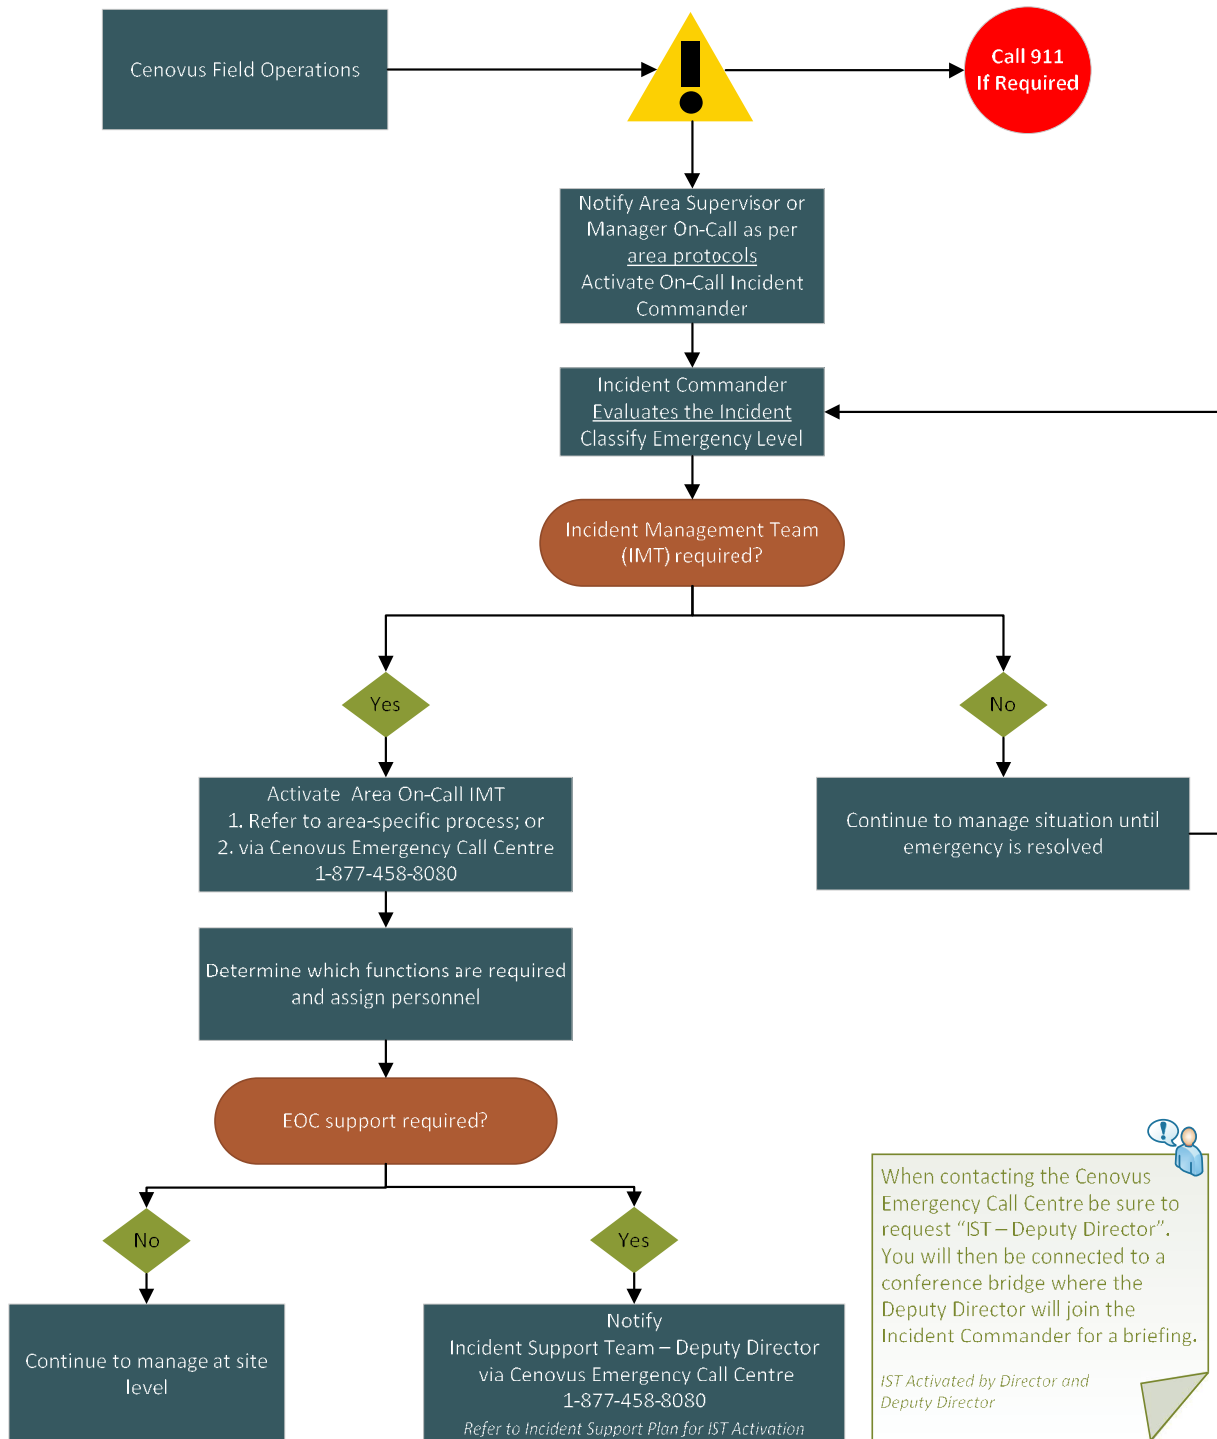 Cenovus Field Operations
Call 911
If Required
Notify Area Supervisor or
Manager On-Call as per
area protocols
Activate On-Call Incident
Commander
Incident Commander
Evaluates the Incident
Classify Emergency Level
Incident Management Team
(IMT) required?
Yes
No
Activate Area On-Call IMT
1. Refer to area-specific process; or
2. via Cenovus Emergency Call Centre
1-877-458-8080
Continue to manage situation until
emergency is resolved
Determine which functions are required
and assign personnel
EOC support required?
No
Yes
Continue to manage at site
level
Notify
Incident Support Team – Deputy Director
via Cenovus Emergency Call Centre
1-877-458-8080
Refer to Incident Support Plan for IST Activation
When contacting the Cenovus
Emergency Call Centre be sure to
request “IST – Deputy Director”.
You will then be connected to a
conference bridge where the
Deputy Director will join the
Incident Commander for a briefing.
IST Activated by Director and
Deputy Director